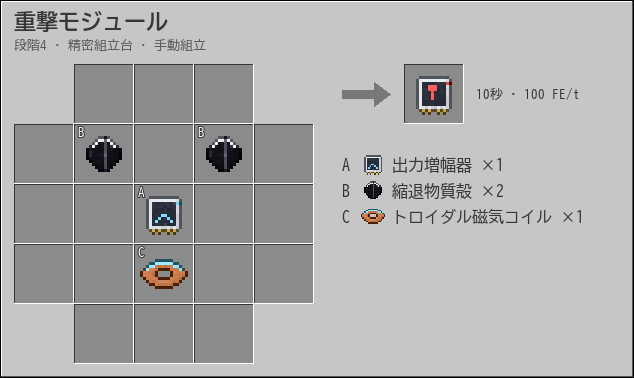 重撃モジュール
段階4 · 精密組立台 · 手動組立
10秒 · 100 FE/t
B
B
A
C
A 出力増幅器 ×1
B 縮退物質殻 ×2
C トロイダル磁気コイル ×1